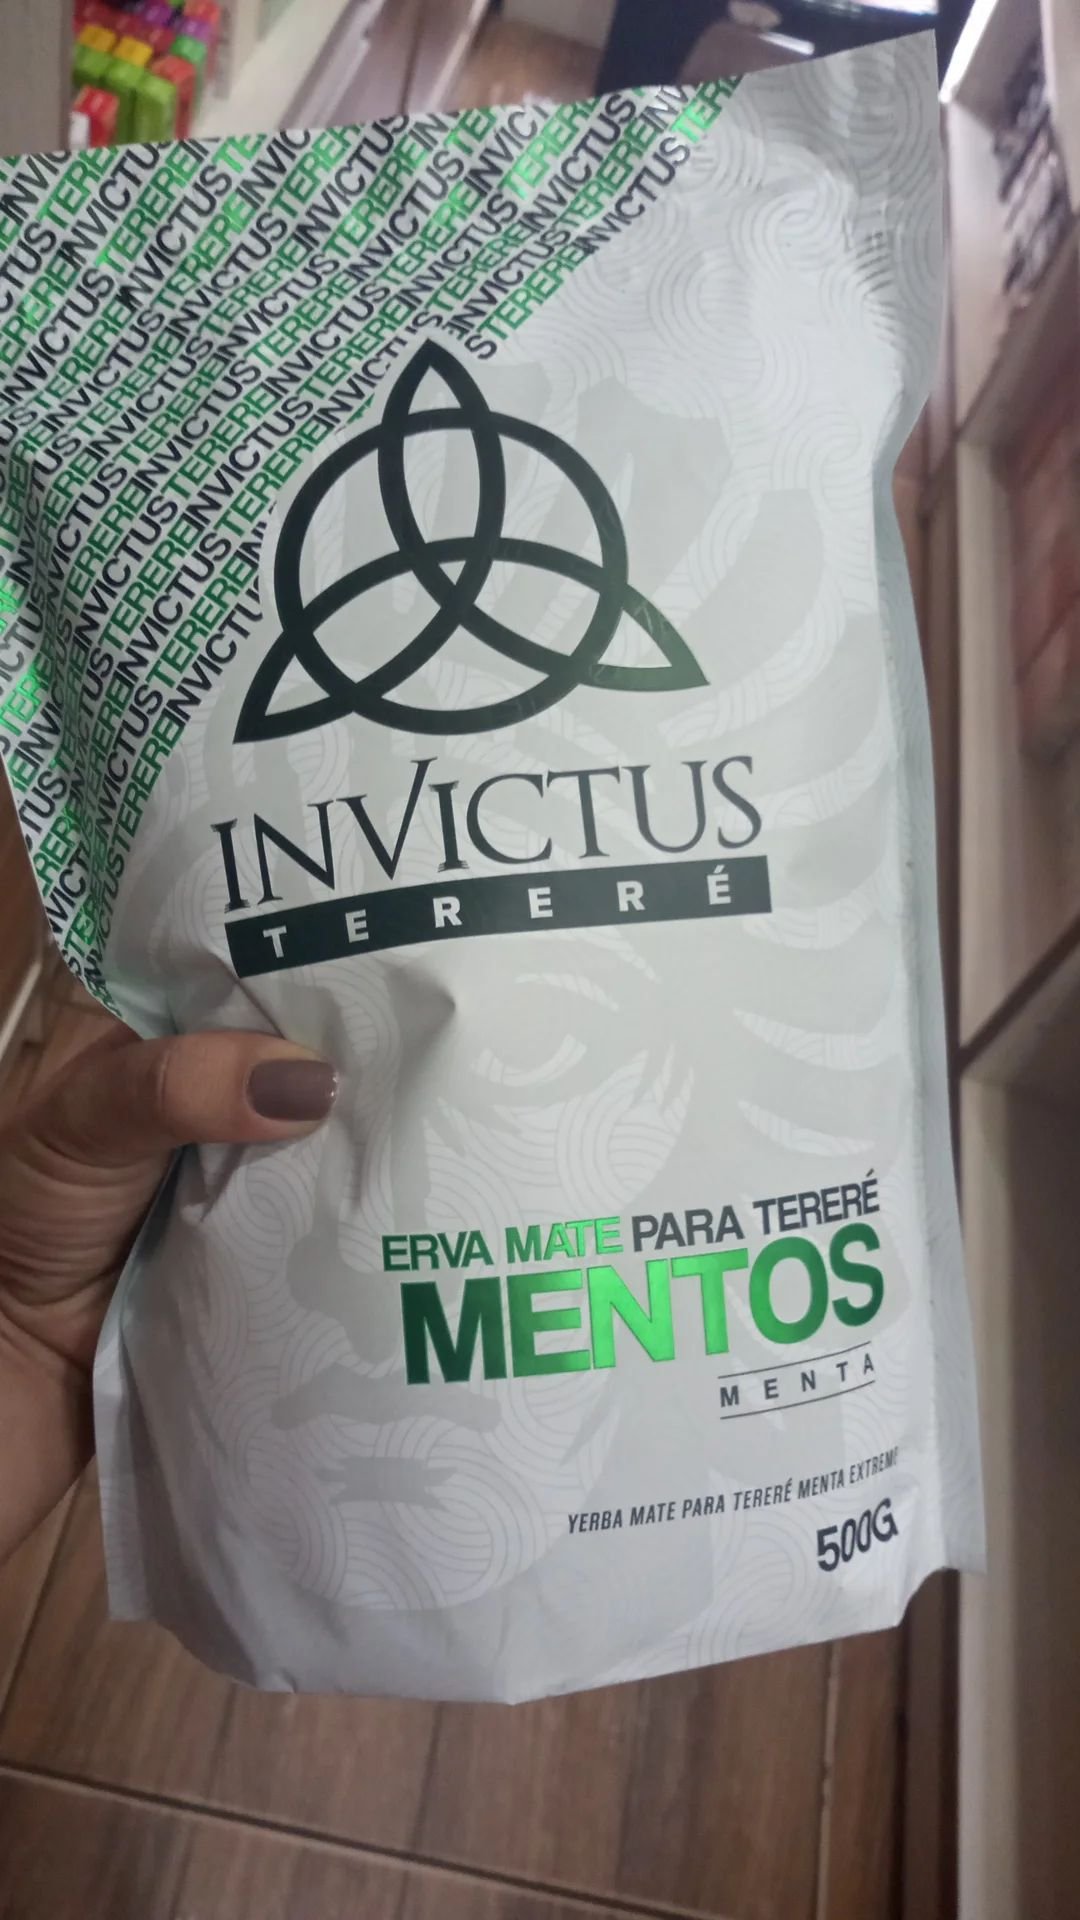 INVICTUS
TERERÉ
ERVA MATE PARA TERERÉ
MENTOS
MENTA
YERBA MATE PARA TERERÉ MENTA EXTREME
500G